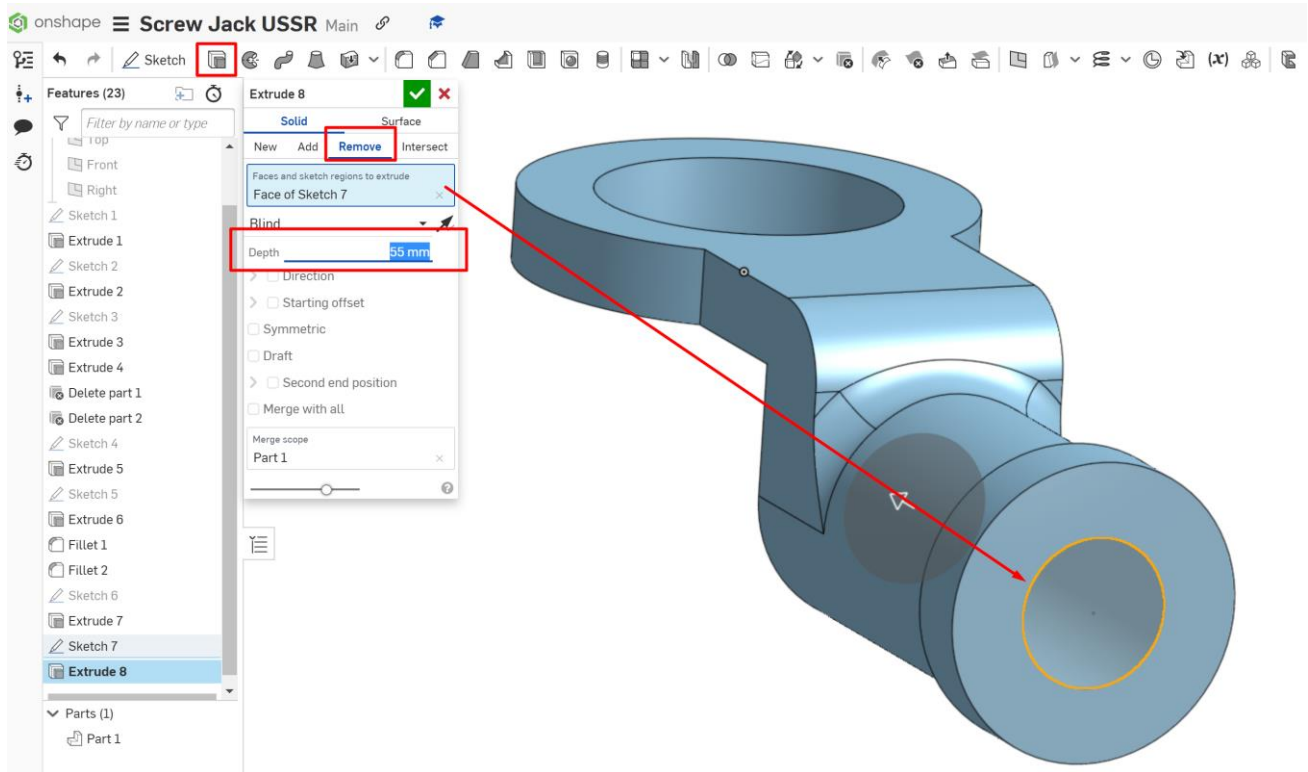 onshape Screw Jack USSR Main
Sketch (x)
Features (23)
Filter by name or type
Top
Front
Right
Sketch 1
Extrude 1
Sketch 2
Extrude 2
Sketch 3
Extrude 3
Extrude 4
Delete part 1
Delete part 2
Sketch 4
Extrude 5
Sketch 5
Extrude 6
Fillet 1
Fillet 2
Sketch 6
Extrude 7
Sketch 7
Extrude 8
Parts (1)
Part 1
Extrude 8
Solid Surface
New Add Remove Intersect
Faces and sketch regions to extrude
Face of Sketch 7
Blind
Depth 55 mm
Direction
Starting offset
Symmetric
Draft
Second end position
Merge with all
Merge scope
Part 1